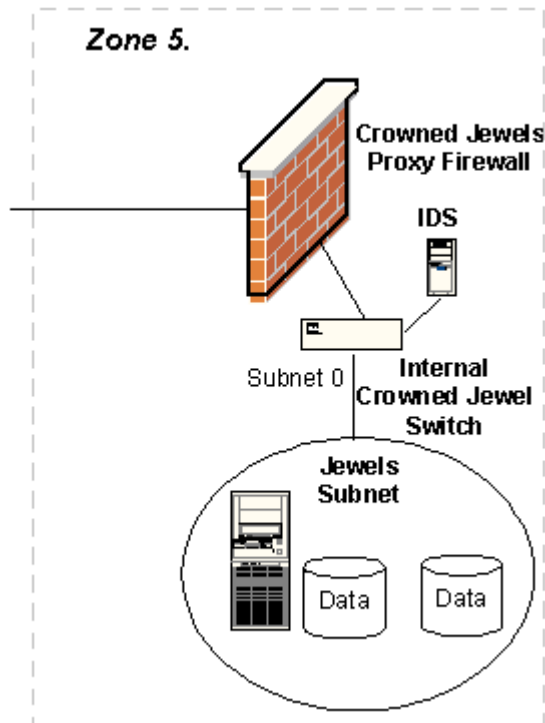 Zone 5.
Crowned Jewels
Proxy Firewall
IDS
Subnet 0
Internal
Crowned Jewel
Switch
Jewels
Subnet
Data
Data